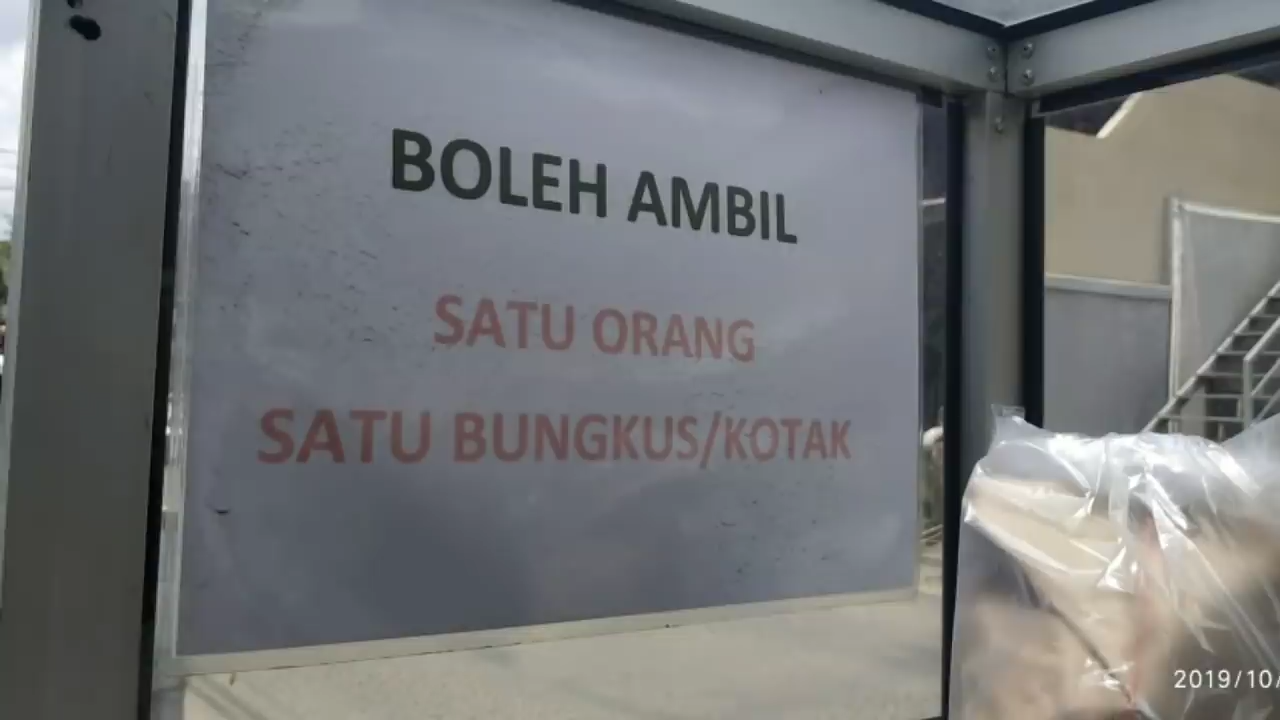 BOLEH AMBIL
SATU ORANG
SATU BUNGKUS/KOTAK
2019/10/